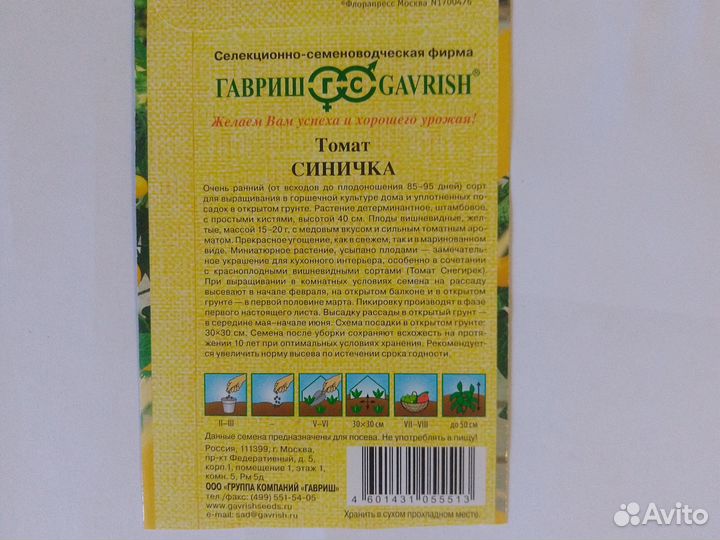 ©Флорапресс Москва N1700476
Селекционно-семеноводческая фирма
ГАВРИШ ГС GAVRISH®
Желаем Вам успеха и хорошего урожая!
Томат
СИНИЧКА
Очень ранний (от всходов до плодоношения 85–95 дней) сорт
для выращивания в горшечной культуре дома и уплотненных по-
садок в открытом грунте. Растение детерминантное, штамбовое,
с простыми кистями, высотой 40 см. Плоды вишневидные, жел-
тые, массой 15–20 г, с медовым вкусом и сильным томатным аро-
матом. Прекрасное угощение, как в свежем, так и в маринованном
виде. Миниатюрное растение, усыпано плодами — замечатель-
ное украшение для кухонного интерьера, особенно в сочетании
с красноплодными вишневидными сортами (Томат Снегирек).
При выращивании в комнатных условиях семена на рассаду
высевают в начале февраля, на открытом балконе и в открытом
грунте — в первой половине марта. Пикировку производят в фазе
первого настоящего листа. Высадку рассады в открытый грунт —
в середине мая–начале июня. Схема посадки в открытом грунте:
30×30 см. Семена после уборки сохраняют всхожесть на протя-
жении 10 лет при оптимальных условиях хранения. Рекомендует-
ся увеличить норму высева по истечении срока годности.
II–III – V–VI 30×30 см VII–VIII до 50 см
Данные семена предназначены для посева. Не употреблять в пищу!
Россия, 111399, г. Москва,
пр-кт Федеративный, д. 5,
корп.1, помещение 1, этаж 1,
комн. 5, Рм 5д
ООО «ГРУППА КОМПАНИЙ «ГАВРИШ»
тел./факс: (499) 551-54-05
www.gavrishseeds.ru
e-mail: sad@gavrish.ru
4 601431 055513
Хранить в сухом прохладном месте.
Avito